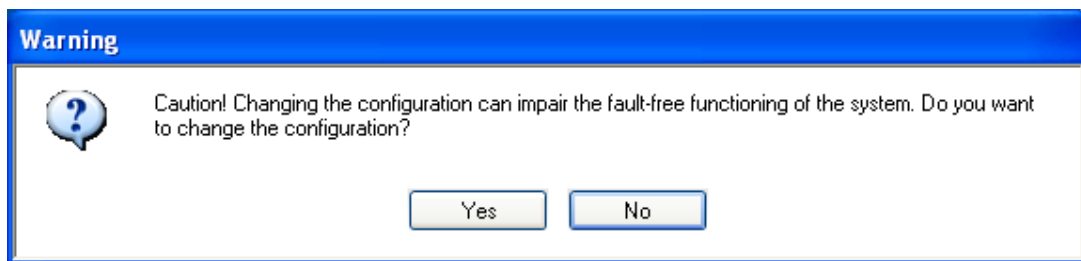 Warning
Caution! Changing the configuration can impair the fault-free functioning of the system. Do you want
to change the configuration?
Yes
No